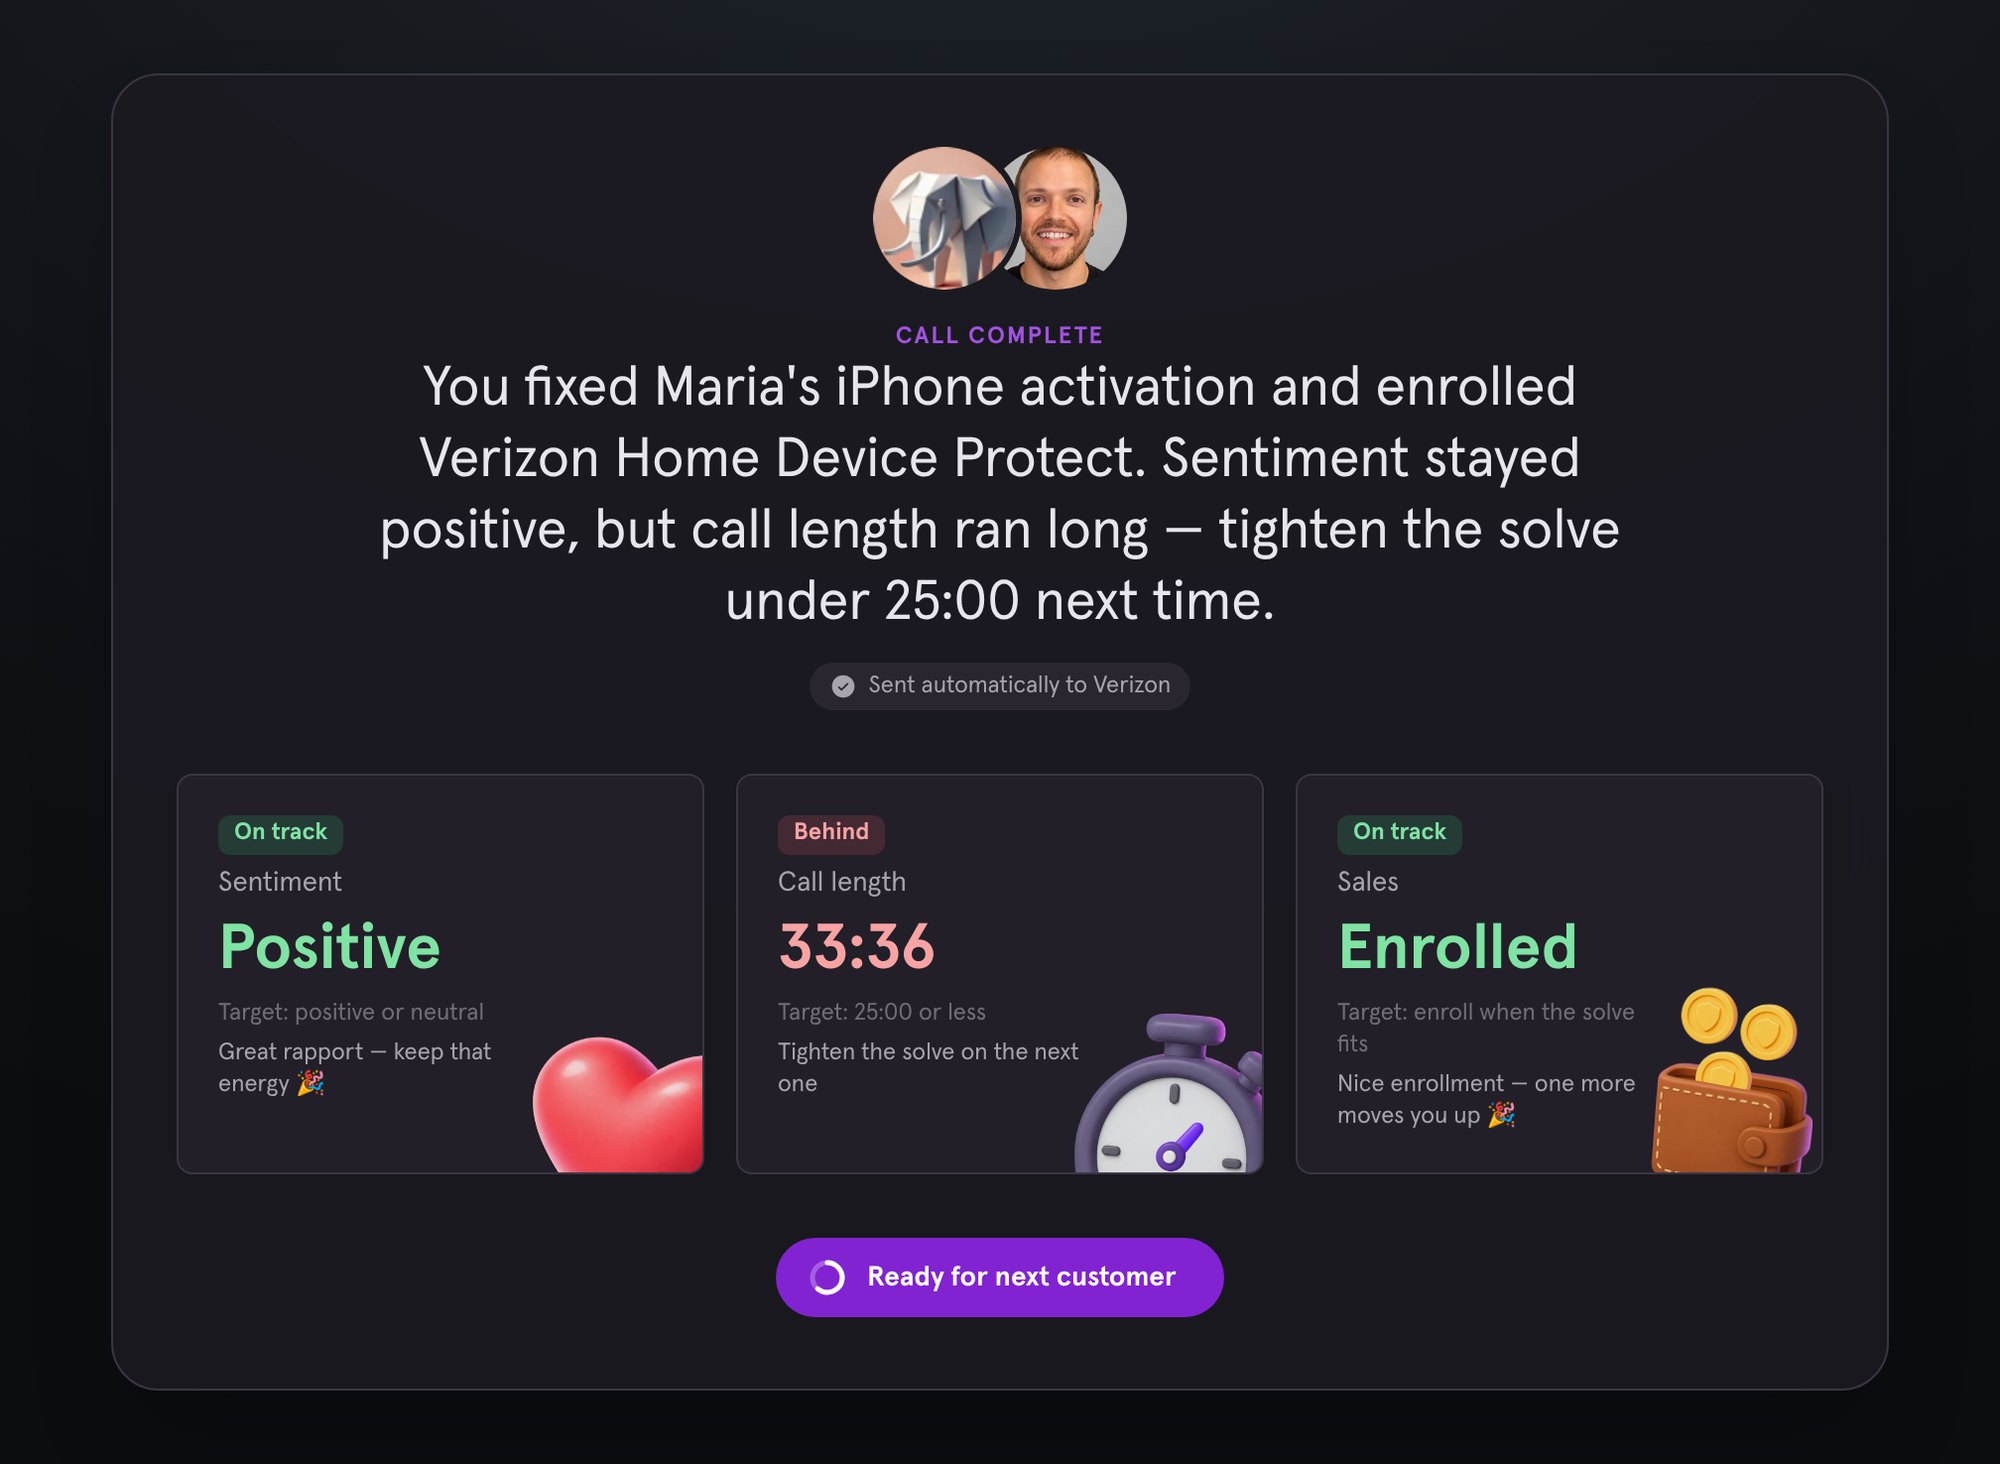 CALL COMPLETE
You fixed Maria's iPhone activation and enrolled
Verizon Home Device Protect. Sentiment stayed
positive, but call length ran long — tighten the solve
under 25:00 next time.
Sent automatically to Verizon
On track
Sentiment
Positive
Target: positive or neutral
Great rapport — keep that
energy 🎉
Behind
Call length
33:36
Target: 25:00 or less
Tighten the solve on the next
one
On track
Sales
Enrolled
Target: enroll when the solve
fits
Nice enrollment — one more
moves you up 🎉
Ready for next customer